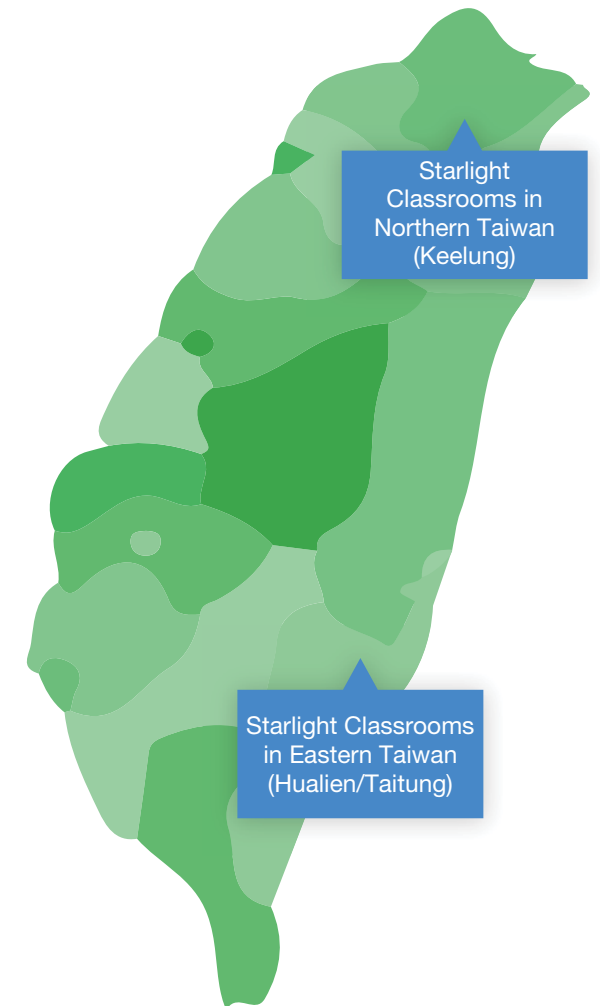 Starlight
Classrooms in
Northern Taiwan
(Keelung)
Starlight Classrooms
in Eastern Taiwan
(Hualien/Taitung)